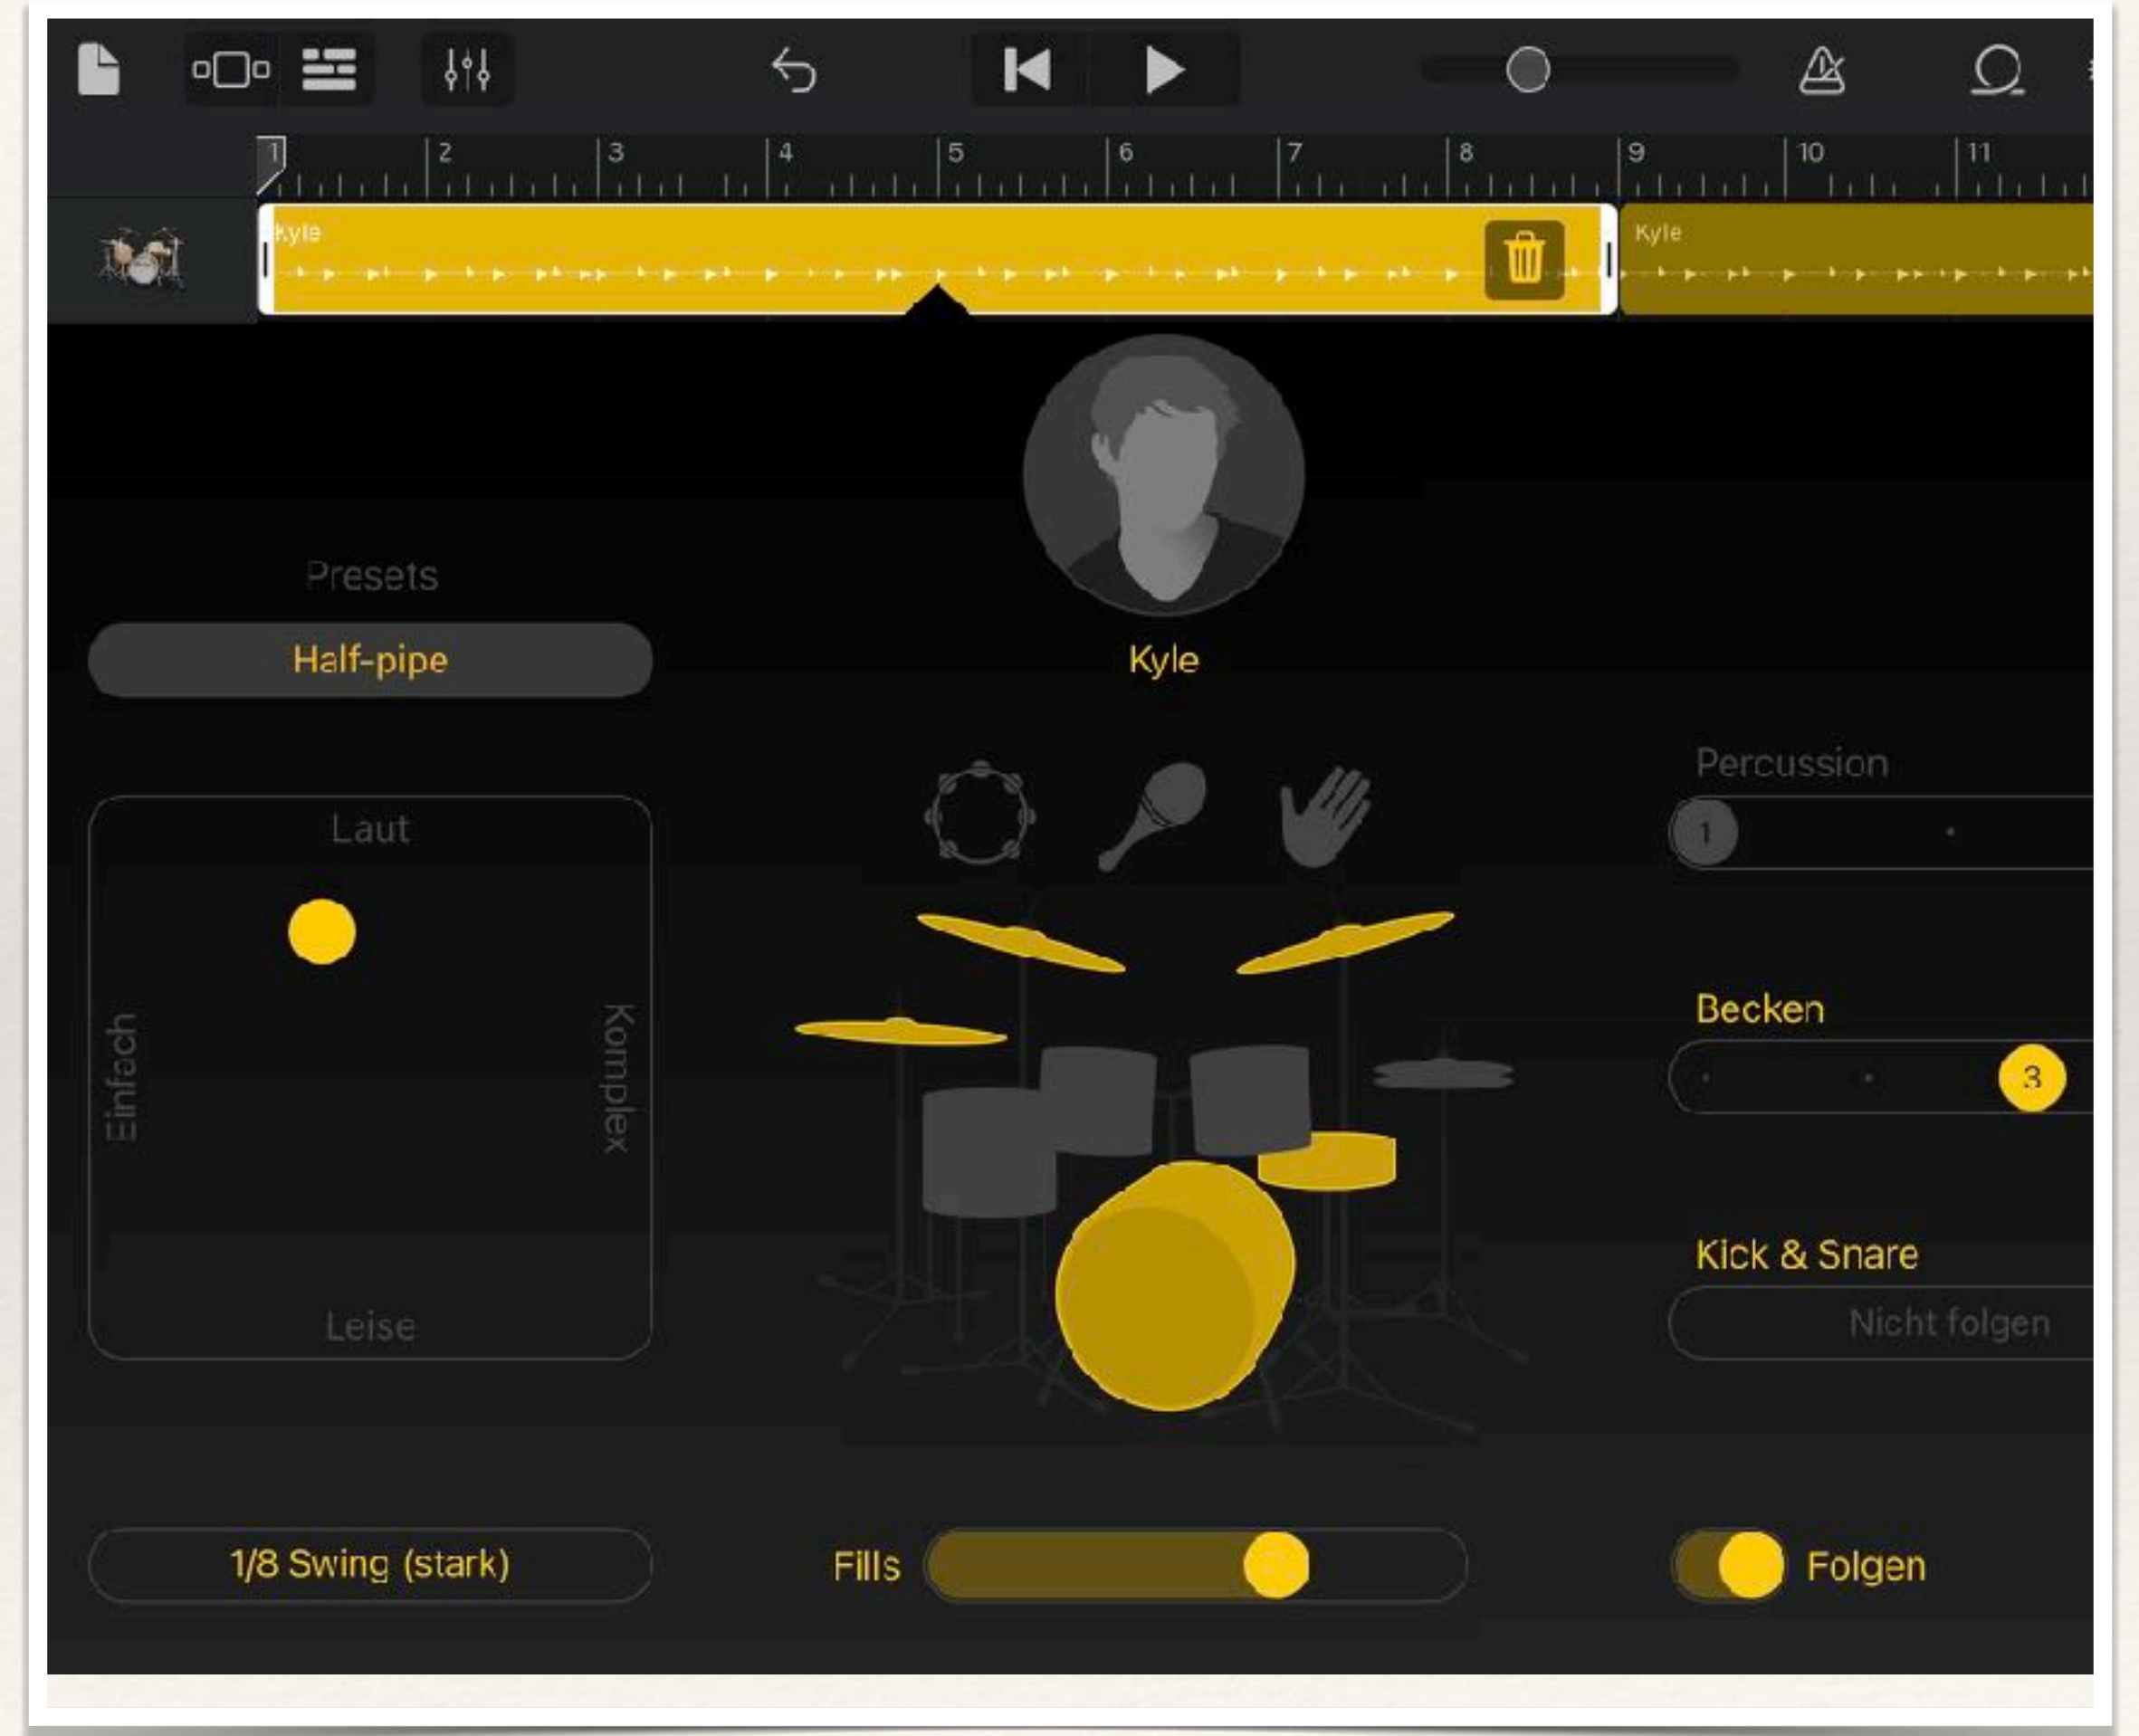 1 2 3 4 5 6 7 8 9 10 11
Kyle Kyle
Presets
Half-pipe
Kyle
Laut
Einfach
Komplex
Leise
Percussion
1
Becken
3
Kick & Snare
Nicht folgen
1/8 Swing (stark)
Fills
Folgen